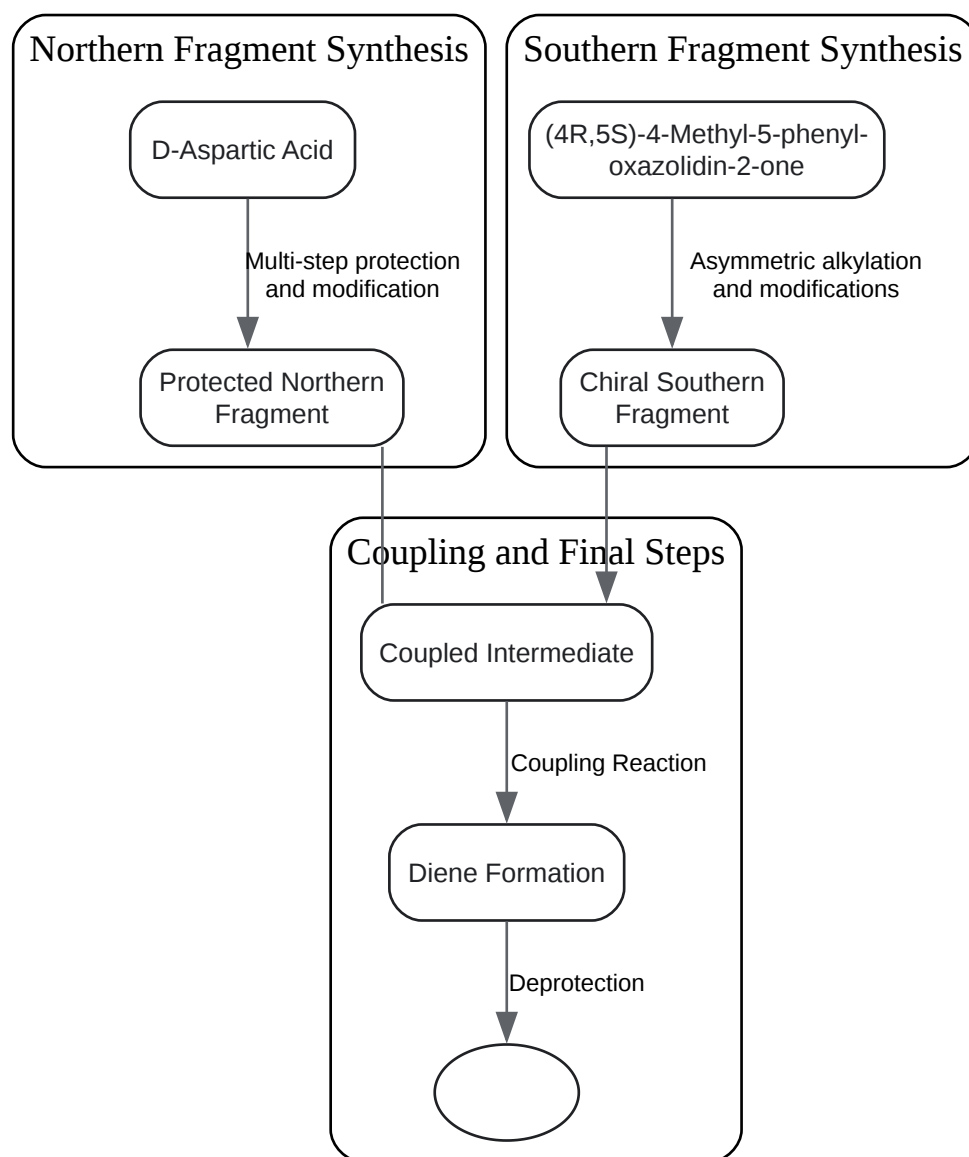 Northern Fragment Synthesis
D-Aspartic Acid
Multi-step protection
and modification
Protected Northern
Fragment
Southern Fragment Synthesis
(4R,5S)-4-Methyl-5-phenyl-
oxazolidin-2-one
Asymmetric alkylation
and modifications
Chiral Southern
Fragment
Coupling and Final Steps
Coupled Intermediate
Coupling Reaction
Diene Formation
Deprotection